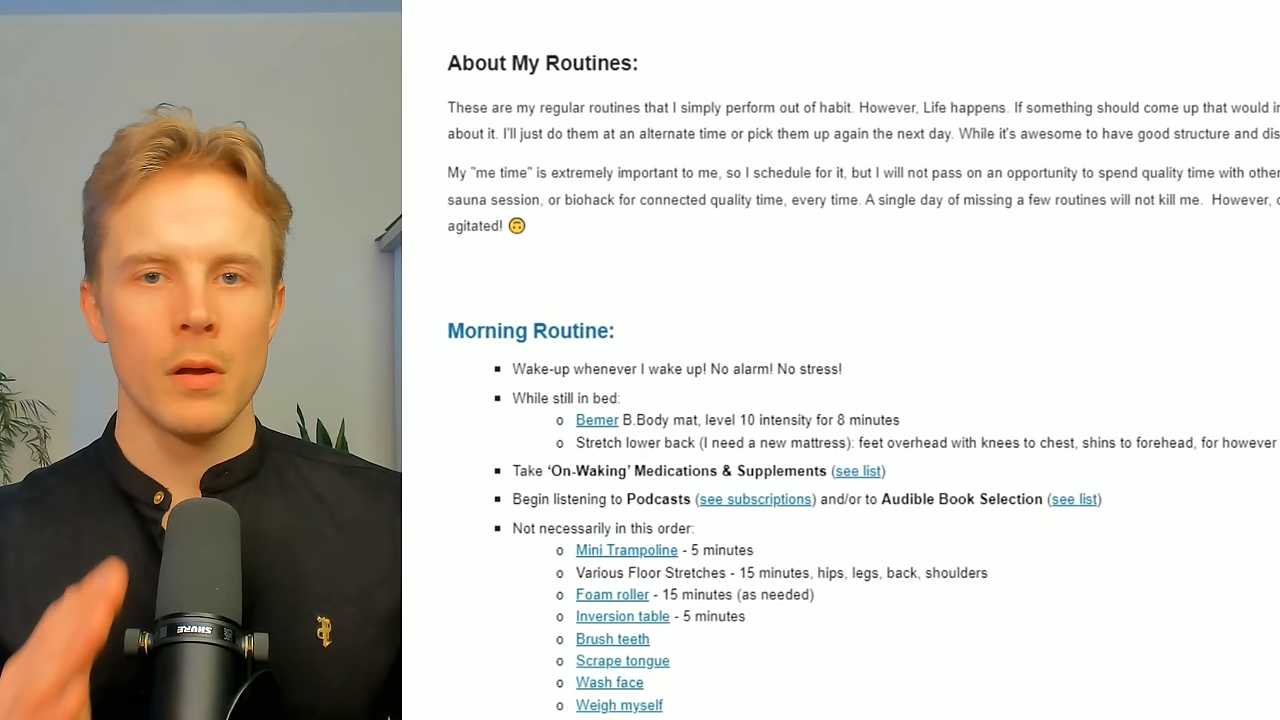 About My Routines:
These are my regular routines that I simply perform out of habit. However, Life happens. If something should come up that would
about it. I'll just do them at an alternate time or pick them up again the next day. While it's awesome to have good structure and
My "me time" is extremely important to me, so I schedule for it, but I will not pass on an opportunity to spend quality time with other
sauna session, or biohack for connected quality time, every time. A single day of missing a few routines will not kill me. However,
agitated! 🙃
Morning Routine:
▪ Wake-up whenever I wake up! No alarm! No stress!
▪ While still in bed:
o Bemer B.Body mat, level 10 intensity for 8 minutes
o Stretch lower back (I need a new mattress): feet overhead with knees to chest, shins to forehead, for however
▪ Take ‘On-Waking’ Medications & Supplements (see list)
▪ Begin listening to Podcasts (see subscriptions) and/or to Audible Book Selection (see list)
▪ Not necessarily in this order:
o Mini Trampoline - 5 minutes
o Various Floor Stretches - 15 minutes, hips, legs, back, shoulders
o Foam roller - 15 minutes (as needed)
o Inversion table - 5 minutes
o Brush teeth
o Scrape tongue
o Wash face
o Weigh myself
SHURE